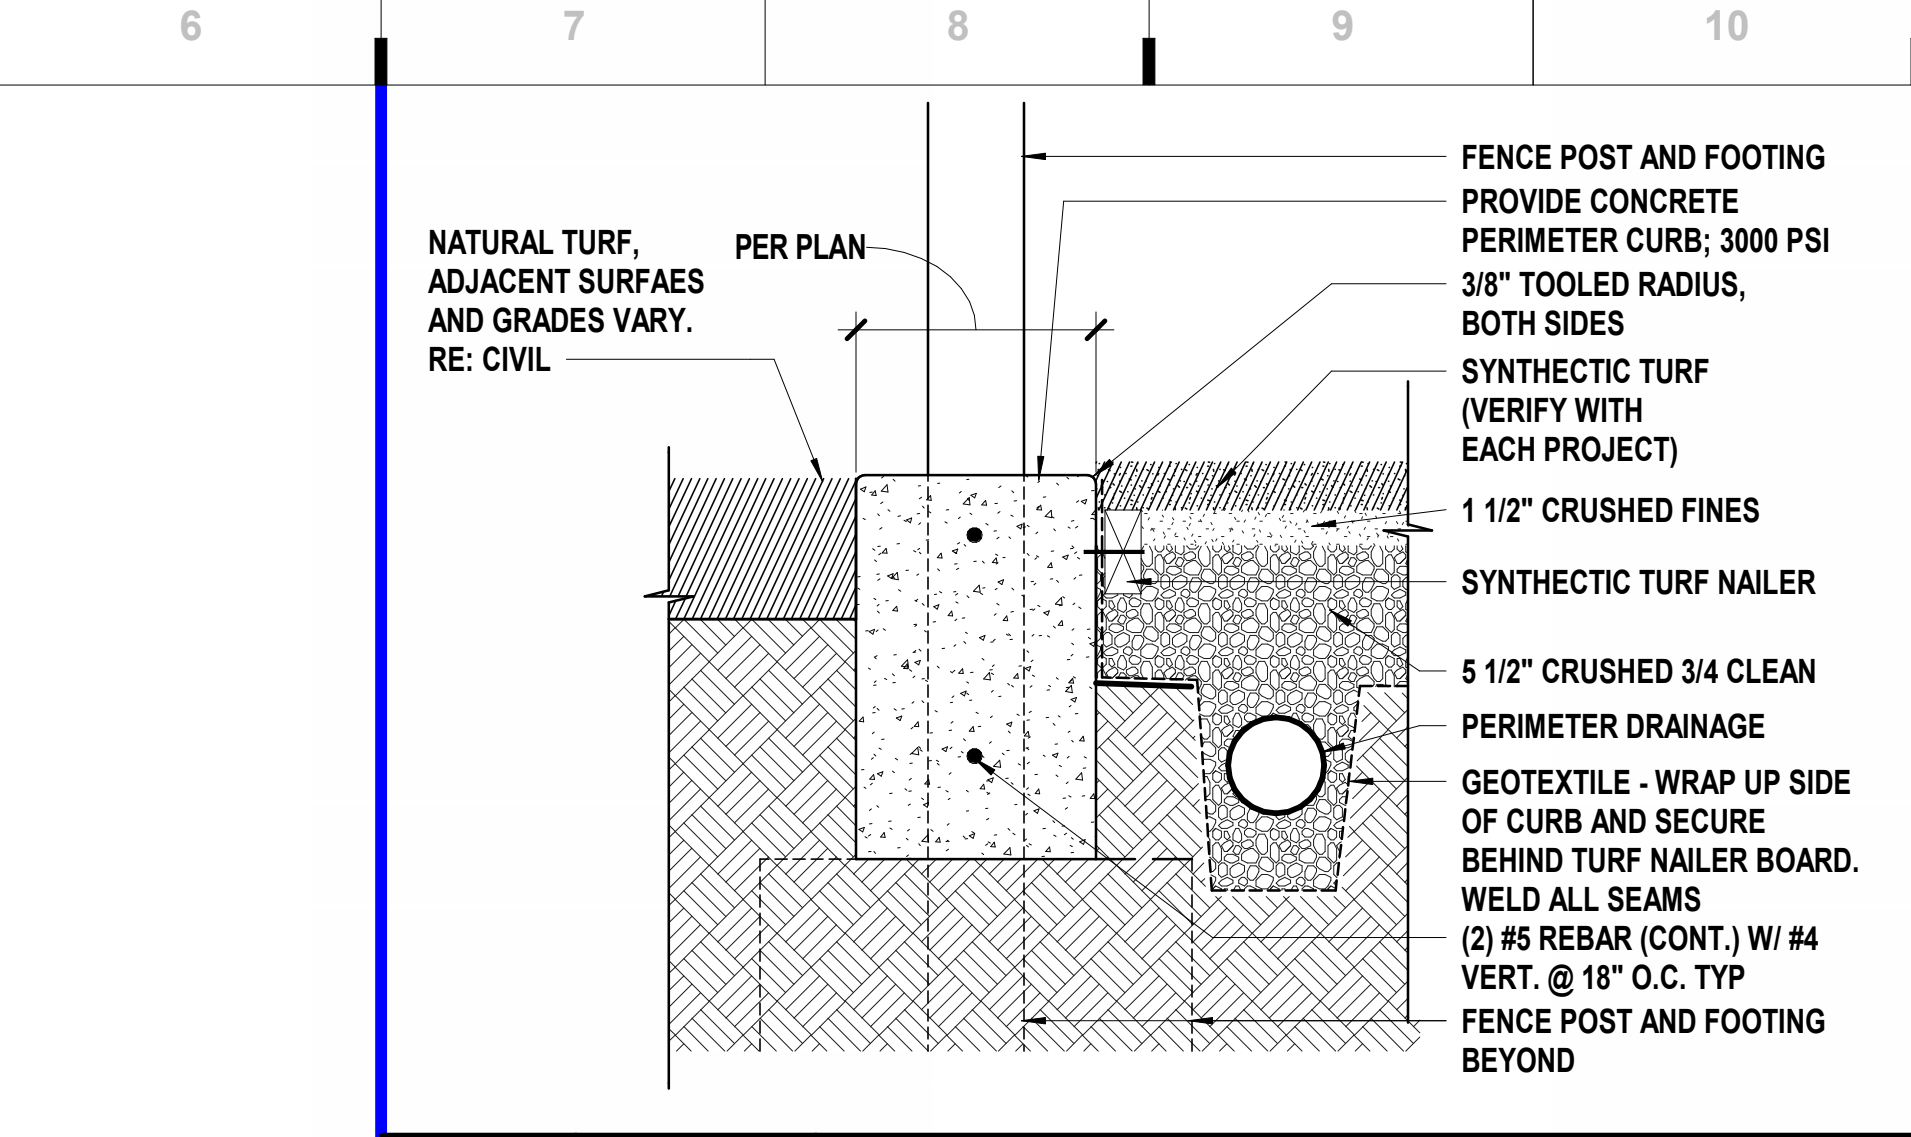 6 7 8 9 10
NATURAL TURF,
ADJACENT SURFAES
AND GRADES VARY.
RE: CIVIL
PER PLAN
FENCE POST AND FOOTING
PROVIDE CONCRETE
PERIMETER CURB; 3000 PSI
3/8" TOOLED RADIUS,
BOTH SIDES
SYNTHECTIC TURF
(VERIFY WITH
EACH PROJECT)
1 1/2" CRUSHED FINES
SYNTHECTIC TURF NAILER
5 1/2" CRUSHED 3/4 CLEAN
PERIMETER DRAINAGE
GEOTEXTILE - WRAP UP SIDE
OF CURB AND SECURE
BEHIND TURF NAILER BOARD.
WELD ALL SEAMS
(2) #5 REBAR (CONT.) W/ #4
VERT. @ 18" O.C. TYP
FENCE POST AND FOOTING
BEYOND